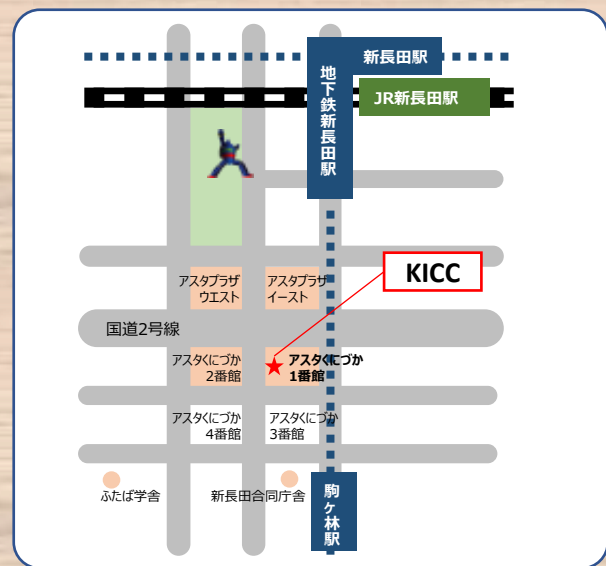 新長田駅
地下鉄新長田駅
JR新長田駅
KICC
アスタプラザ
ウエスト
アスタプラザ
イースト
国道2号線
アスタくにづか
2番館
アスタくにづか
1番館
アスタくにづか
4番館
アスタくにづか
3番館
ふたば学舎
新長田合同庁舎
駒ヶ林駅